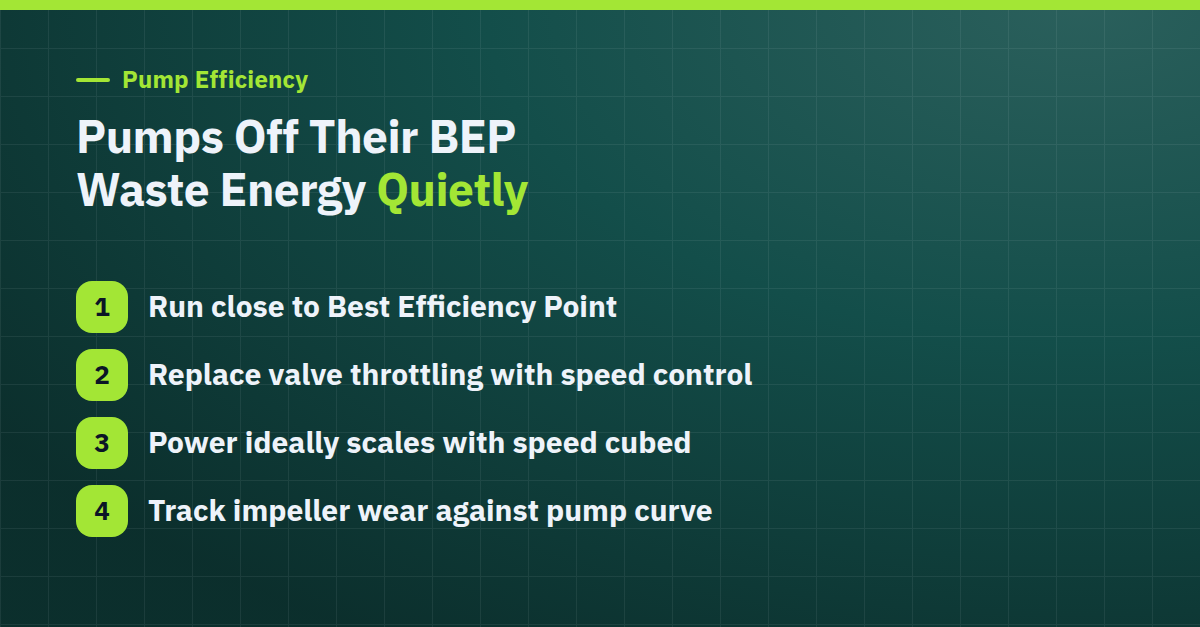 Pump Efficiency
Pumps Off Their BEP
Waste Energy Quietly
1 Run close to Best Efficiency Point
2 Replace valve throttling with speed control
3 Power ideally scales with speed cubed
4 Track impeller wear against pump curve